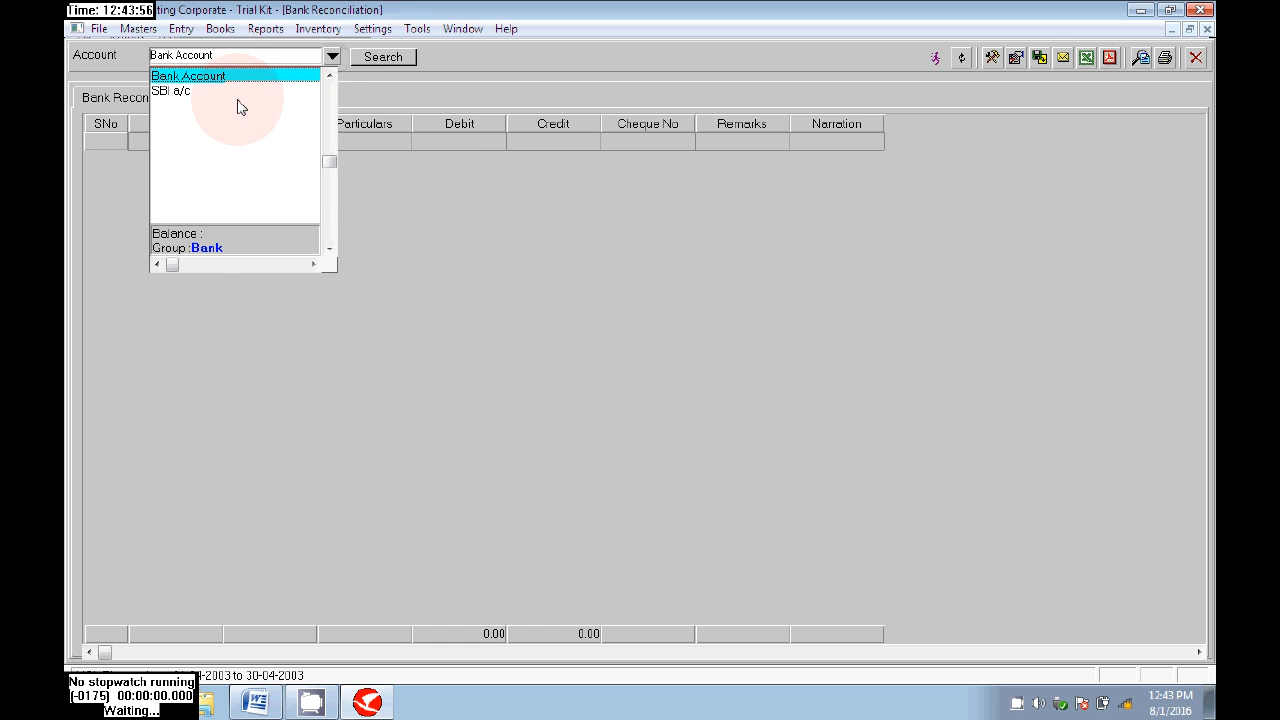 Time: 12:43:56
ting Corporate - Trial Kit - [Bank Reconciliation]
File Masters Entry Books Reports Inventory Settings Tools Window Help
Account Bank Account Search
Bank Account
SBI a/c
Bank Recon
SNo Particulars Debit Credit Cheque No Remarks Narration
Balance :
Group :Bank
0.00 0.00
-2003 to 30-04-2003
No stopwatch running
(-0175) 00:00:00.000
Waiting...
12:43 PM
8/1/2016